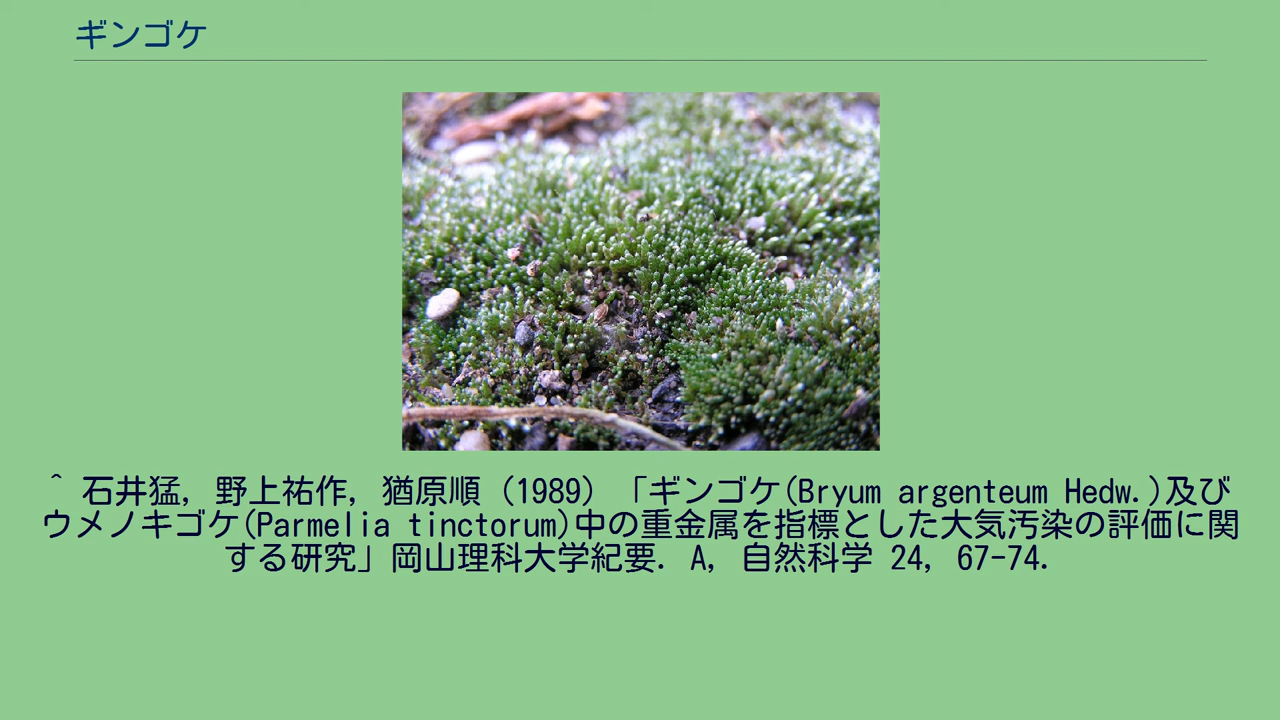 ギンゴケ
^ 石井猛, 野上祐作, 猶原順 (1989) 「ギンゴケ(Bryum argenteum Hedw.)及び
ウメノキゴケ(Parmelia tinctorum)中の重金属を指標とした大気汚染の評価に関
する研究」岡山理科大学紀要. A, 自然科学 24, 67-74.